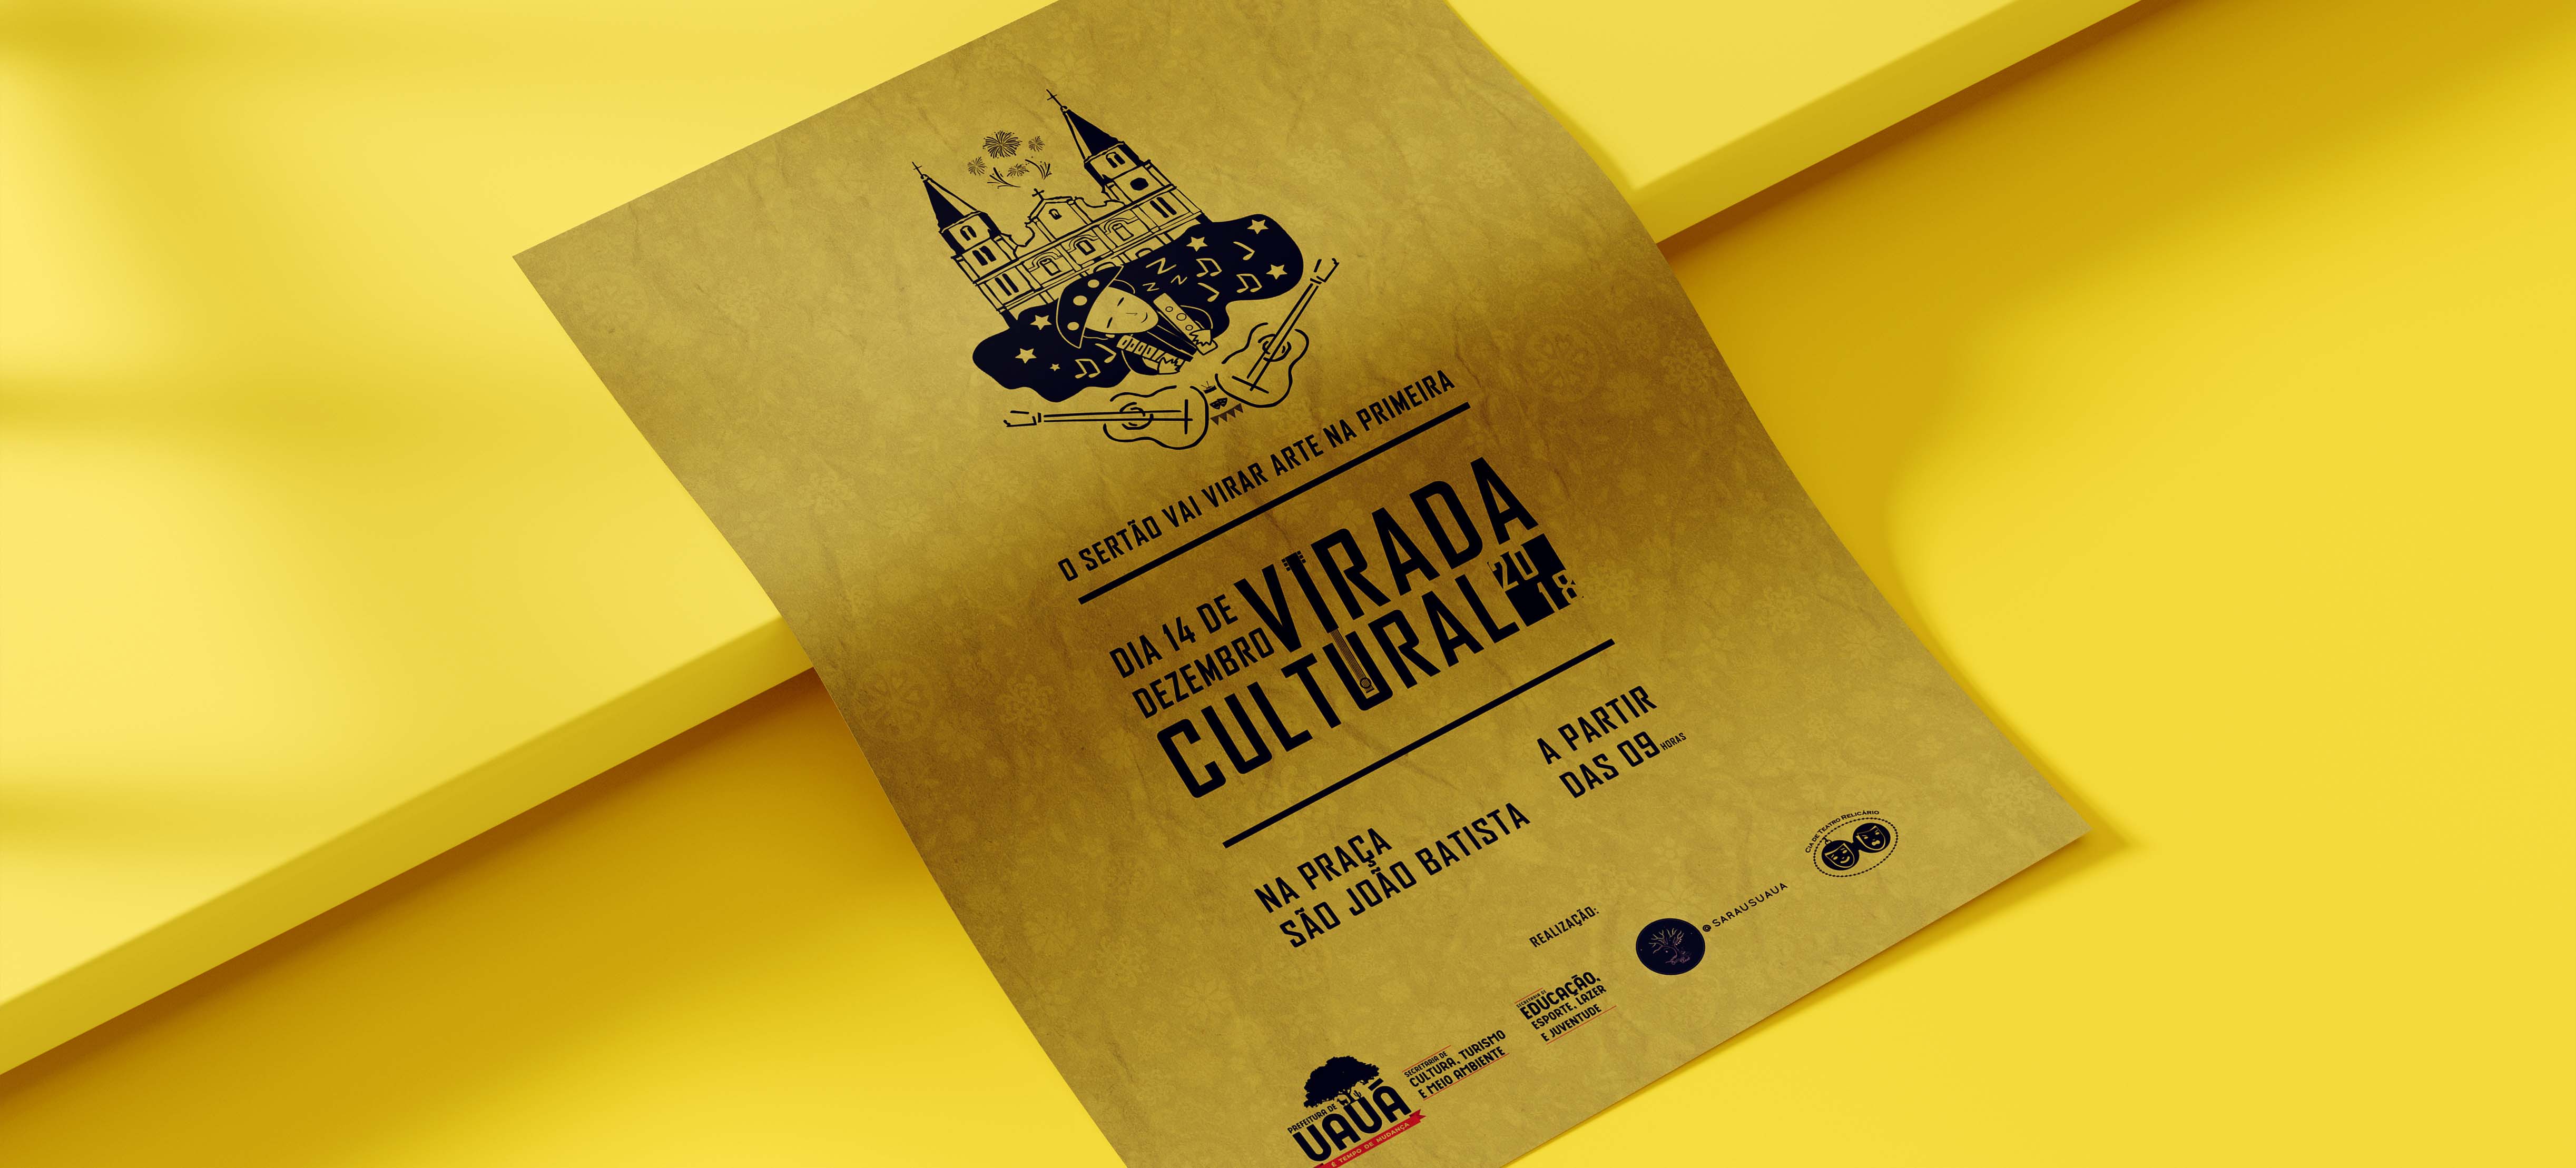 O SERTÃO VAI VIRAR ARTE NA PRIMEIRA
DIA 14 DE
DEZEMBRO
VIRADA
CULTURAL
2018
NA PRAÇA
SÃO JOÃO BATISTA
A PARTIR
DAS 09 HORAS
REALIZAÇÃO:
PREFEITURA DE
UAUÁ
É TEMPO DE MUDANÇA
SECRETARIA DE
CULTURA, TURISMO
E MEIO AMBIENTE
SECRETARIA DE
EDUCAÇÃO,
ESPORTE, LAZER
E JUVENTUDE
@SARAUSUAUA
CIA DE TEATRO RELICÁRIO